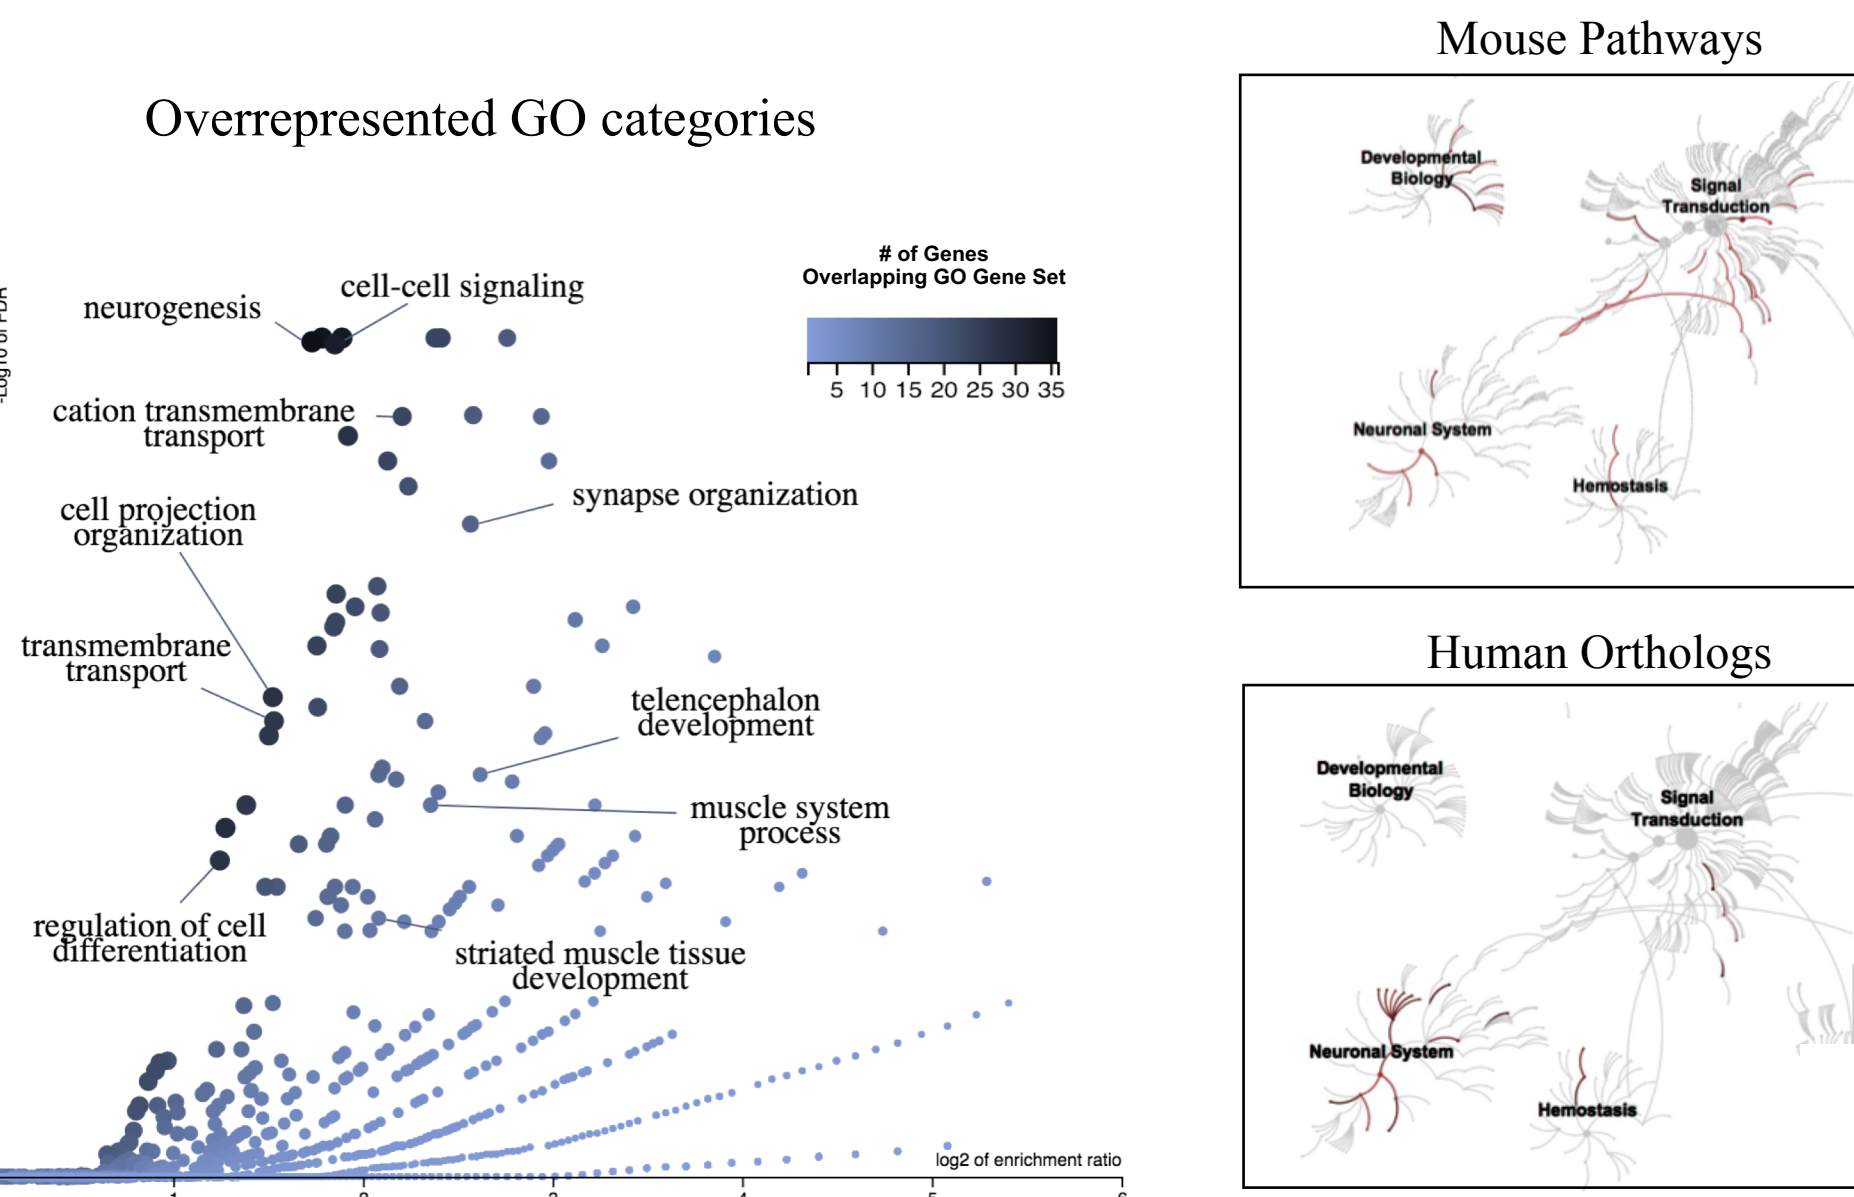 Mouse Pathways
Overrepresented GO categories
Developmental
Biology
Signal
Transduction
# of Genes
Overlapping GO Gene Set
cell-cell signaling
neurogenesis
5 10 15 20 25 30 35
cation transmembrane
transport
Neuronal System
Hemostasis
synapse organization
cell projection
organization
transmembrane
transport
Human Orthologs
telencephalon
development
Developmental
Biology
Signal
Transduction
muscle system
process
regulation of cell
differentiation
striated muscle tissue
development
Neuronal System
Hemostasis
log2 of enrichment ratio